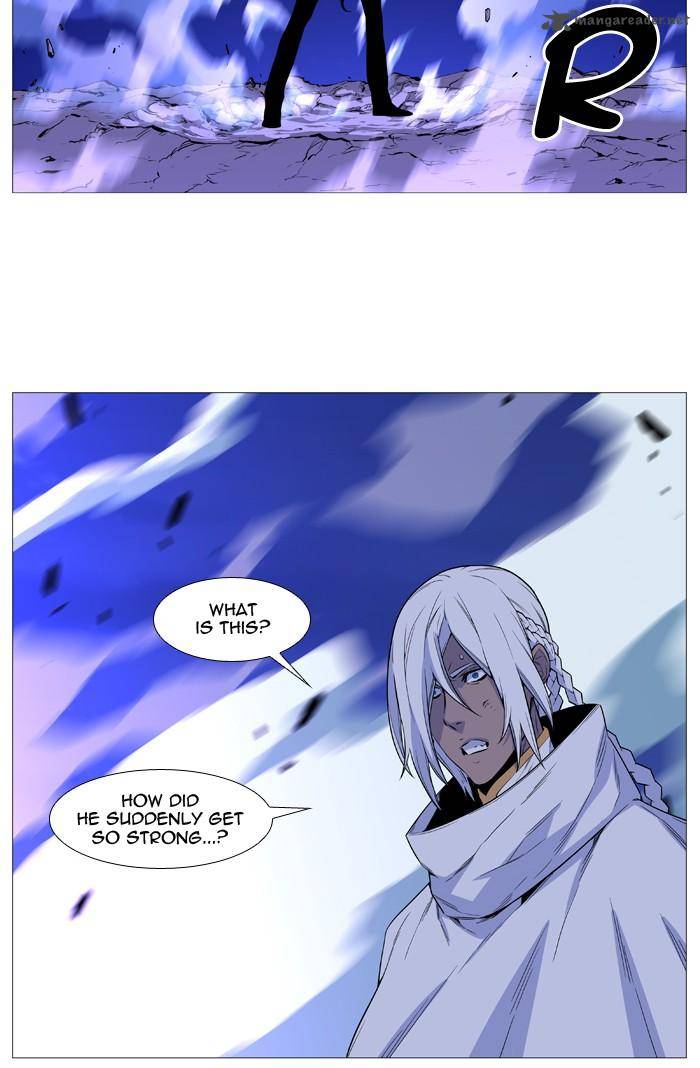 mangareader.net
R
WHAT
IS THIS?
HOW DID
HE SUDDENLY GET
SO STRONG...?